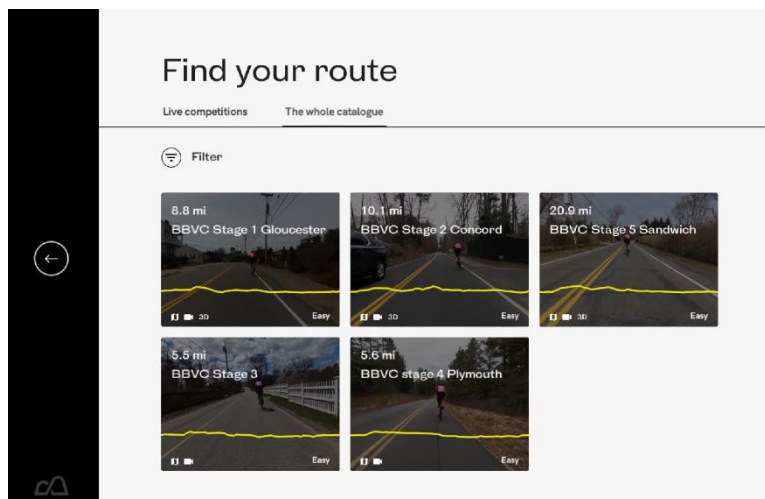 Find your route
Live competitions
The whole catalogue
Filter
8.8 mi
BBVC Stage 1 Gloucester
3D
Easy
10.1 mi
BBVC Stage 2 Concord
3D
Easy
20.9 mi
BBVC Stage 5 Sandwich
3D
Easy
5.5 mi
BBVC Stage 3
Easy
5.6 mi
BBVC stage 4 Plymouth
Easy